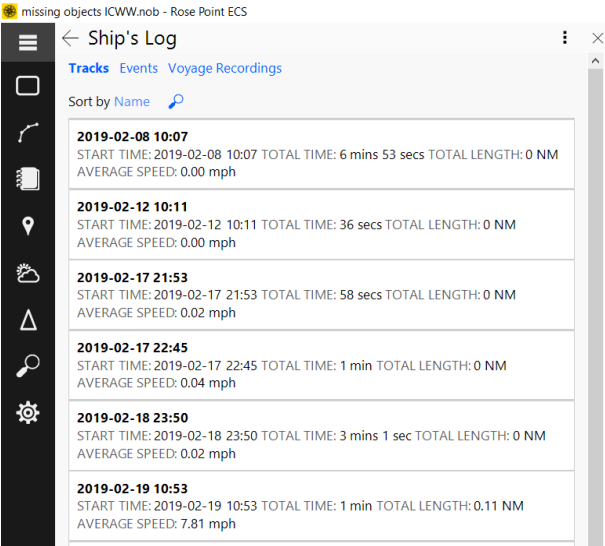 missing objects ICWW.nob - Rose Point ECS
Ship's Log
Tracks Events Voyage Recordings
Sort by Name
2019-02-08 10:07
START TIME: 2019-02-08 10:07 TOTAL TIME: 6 mins 53 secs TOTAL LENGTH: 0 NM
AVERAGE SPEED: 0.00 mph
2019-02-12 10:11
START TIME: 2019-02-12 10:11 TOTAL TIME: 36 secs TOTAL LENGTH: 0 NM
AVERAGE SPEED: 0.00 mph
2019-02-17 21:53
START TIME: 2019-02-17 21:53 TOTAL TIME: 58 secs TOTAL LENGTH: 0 NM
AVERAGE SPEED: 0.02 mph
2019-02-17 22:45
START TIME: 2019-02-17 22:45 TOTAL TIME: 1 min TOTAL LENGTH: 0 NM
AVERAGE SPEED: 0.04 mph
2019-02-18 23:50
START TIME: 2019-02-18 23:50 TOTAL TIME: 3 mins 1 sec TOTAL LENGTH: 0 NM
AVERAGE SPEED: 0.02 mph
2019-02-19 10:53
START TIME: 2019-02-19 10:53 TOTAL TIME: 1 min TOTAL LENGTH: 0.11 NM
AVERAGE SPEED: 7.81 mph